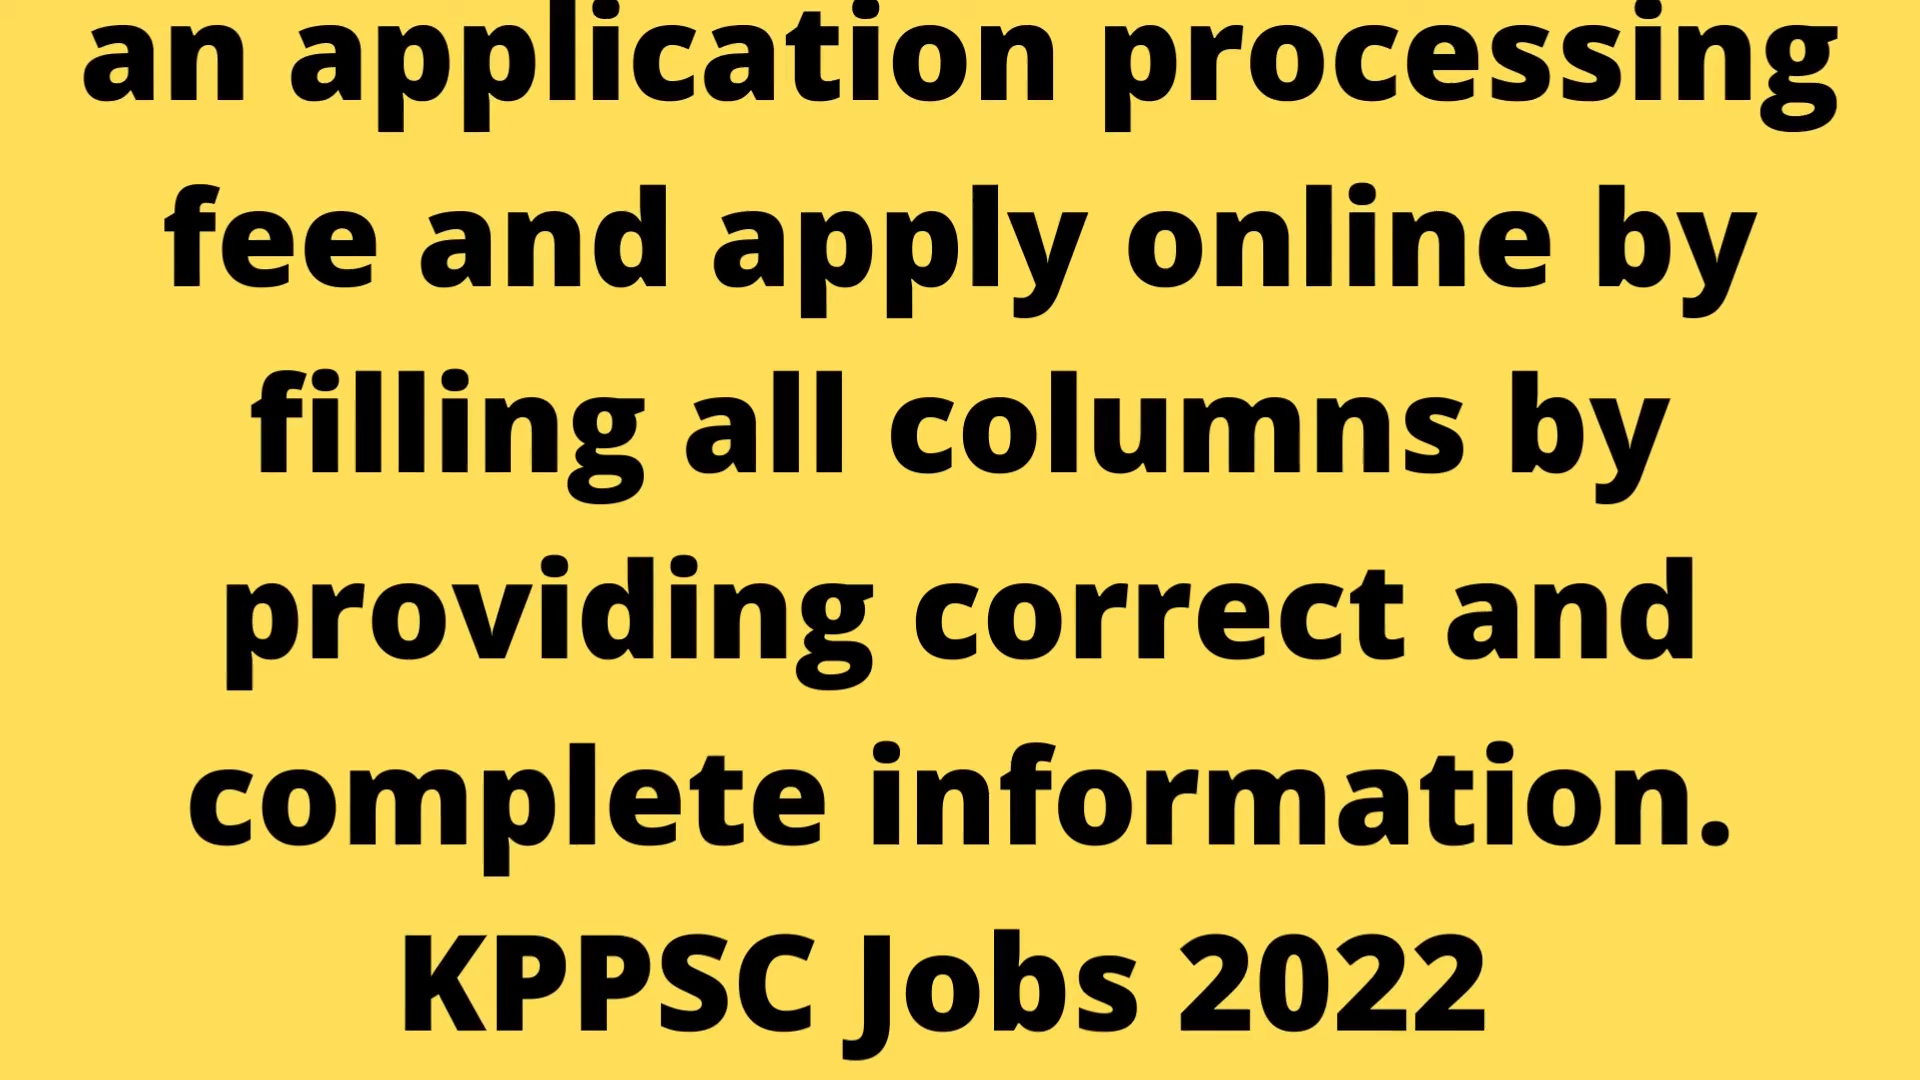 an application processing
fee and apply online by
filling all columns by
providing correct and
complete information.
KPPSC Jobs 2022